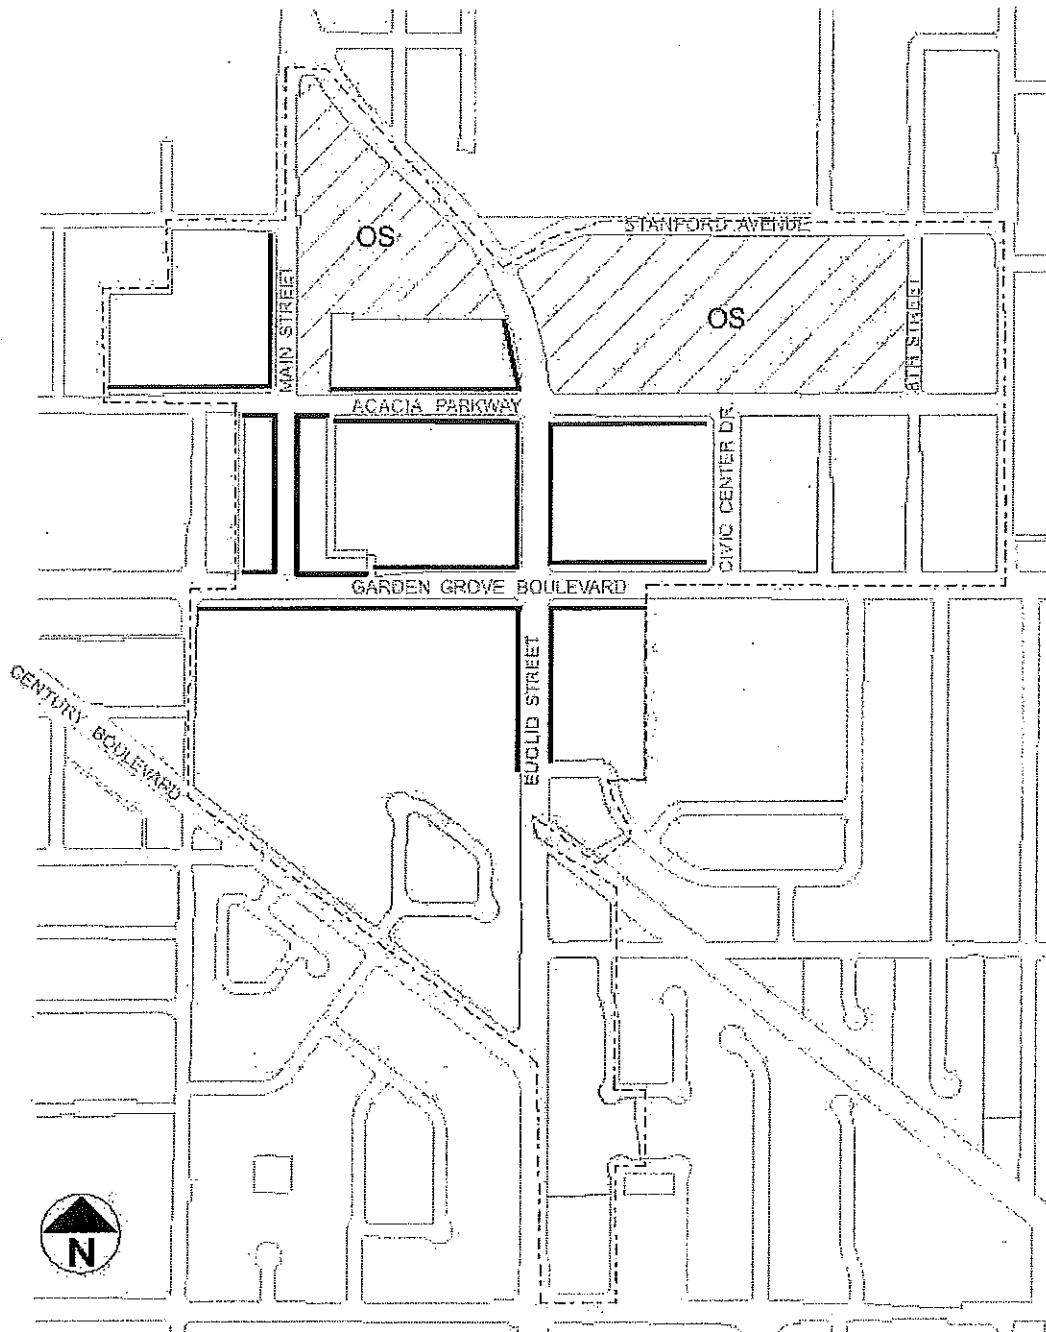 STANFORD AVENUE
OS
MAIN STREET
OS
8TH STREET
ACACIA PARKWAY
CIVIC CENTER DR
GARDEN GROVE BOULEVARD
EUCLID STREET
CENTURY BOULEVARD
N